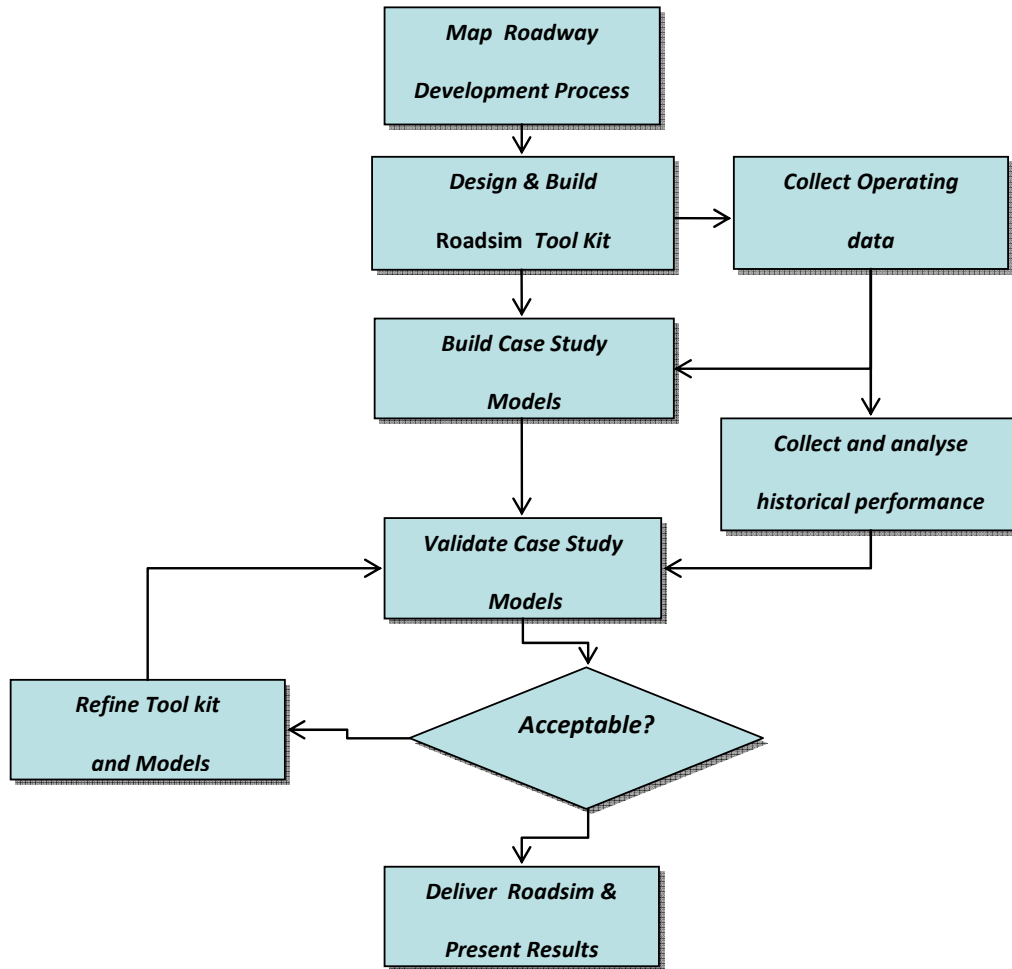 Map Roadway
Development Process
Design & Build
Roadsim Tool Kit
Collect Operating
data
Build Case Study
Models
Collect and analyse
historical performance
Validate Case Study
Models
Refine Tool kit
and Models
Acceptable?
Deliver Roadsim &
Present Results